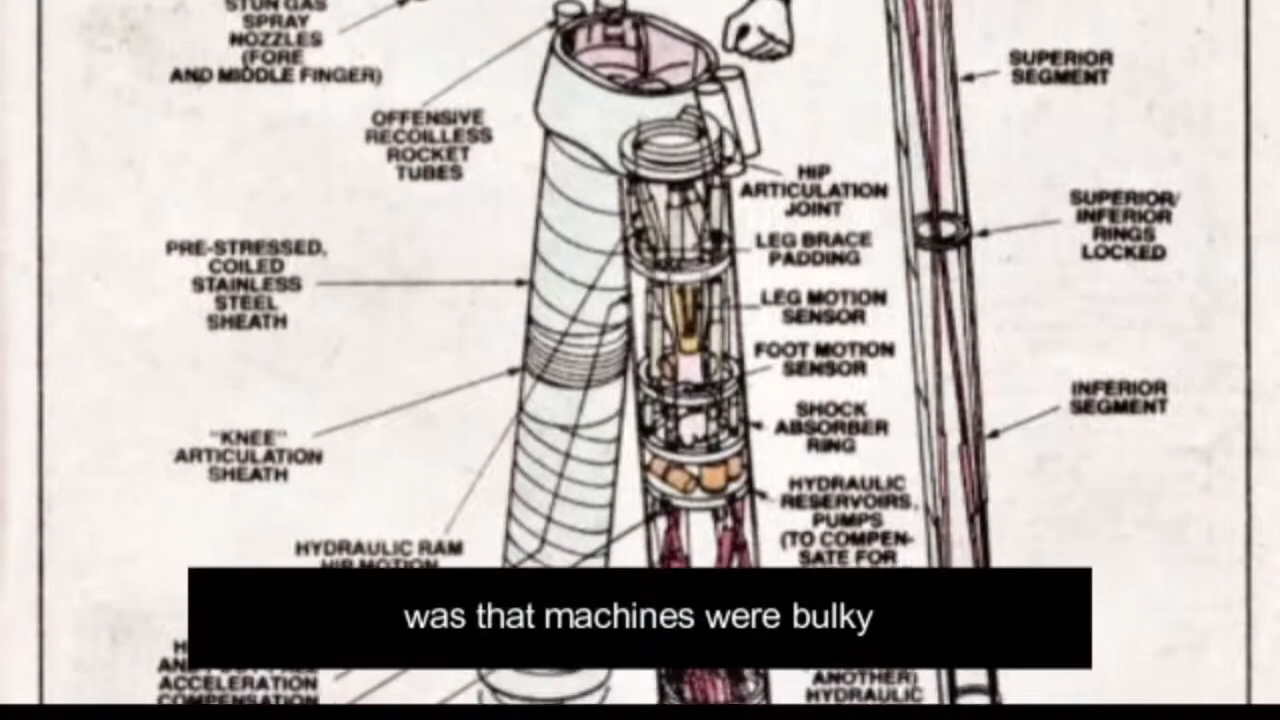 STUN GAS
SPRAY
NOZZLES
(FORE
AND MIDDLE FINGER)
OFFENSIVE
RECOILLESS
ROCKET
TUBES
PRE-STRESSED,
COILED
STAINLESS
STEEL
SHEATH
"KNEE"
ARTICULATION
SHEATH
HYDRAULIC RAM
HIP MOTION
ACCELERATION
COMPENSATION
HIP
ARTICULATION
JOINT
LEG BRACE
PADDING
LEG MOTION
SENSOR
FOOT MOTION
SENSOR
SHOCK
ABSORBER
RING
HYDRAULIC
RESERVOIRS,
PUMPS
(TO COMPEN-
SATE FOR
ANOTHER)
HYDRAULIC
SUPERIOR
SEGMENT
SUPERIOR/
INFERIOR
RINGS
LOCKED
INFERIOR
SEGMENT
was that machines were bulky